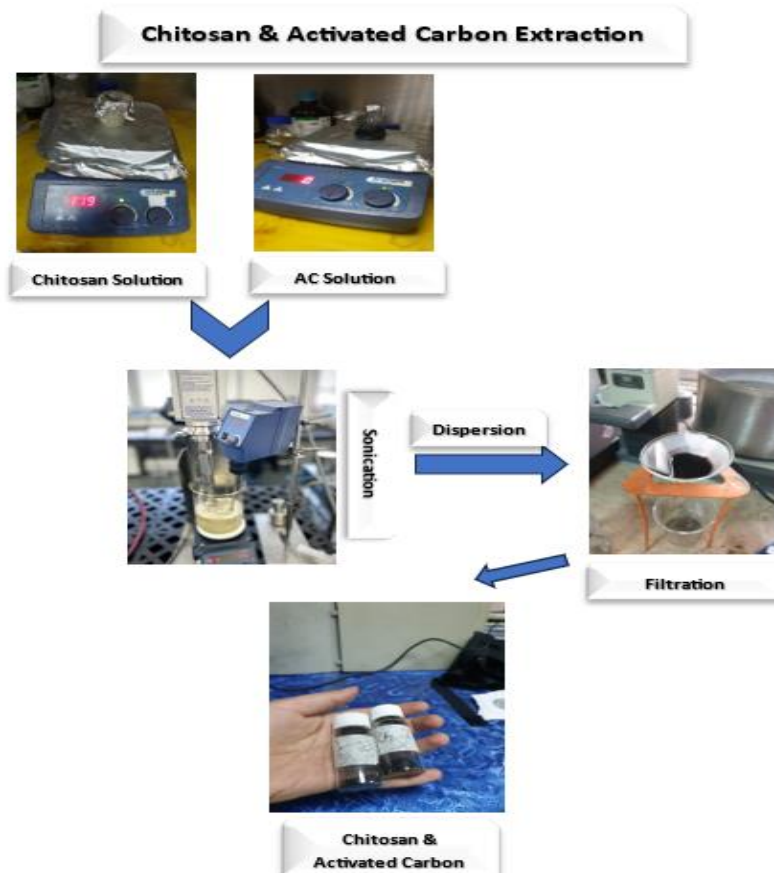 Chitosan & Activated Carbon Extraction
Chitosan Solution
AC Solution
Sonication
Dispersion
Filtration
Chitosan &
Activated Carbon